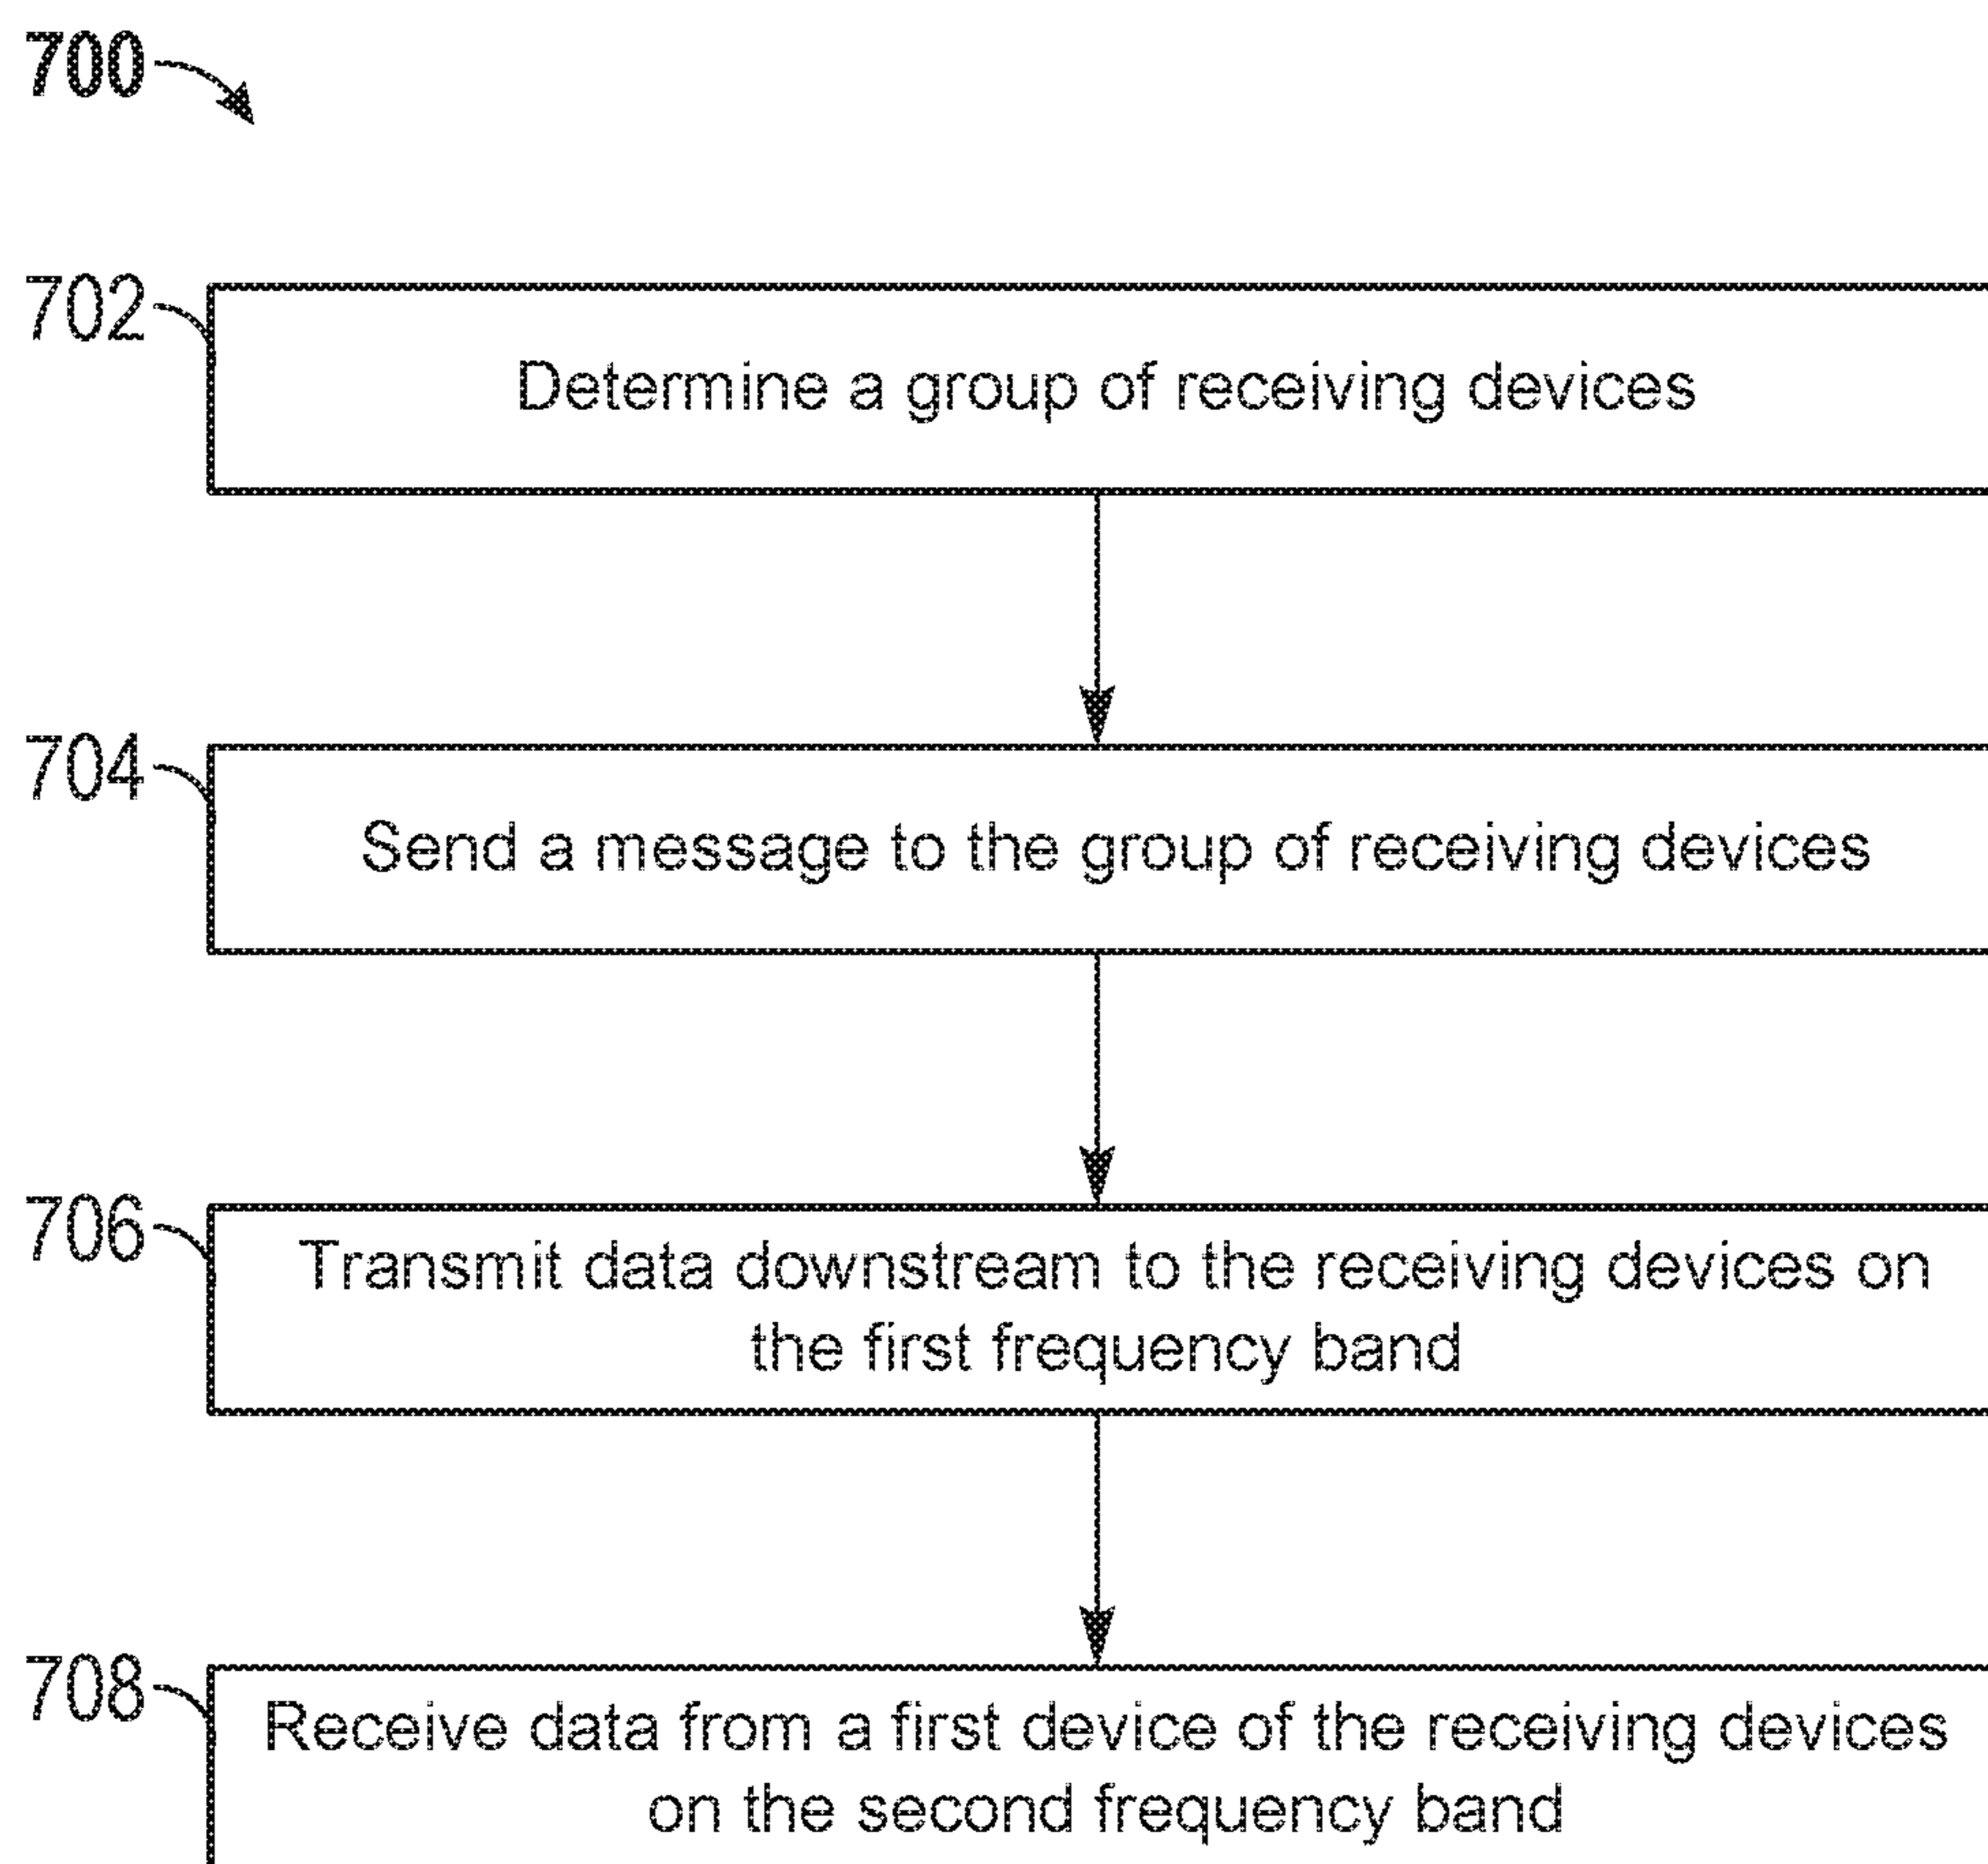 700
702
Determine a group of receiving devices
704
Send a message to the group of receiving devices
706
Transmit data downstream to the receiving devices on
the first frequency band
708
Receive data from a first device of the receiving devices
on the second frequency band